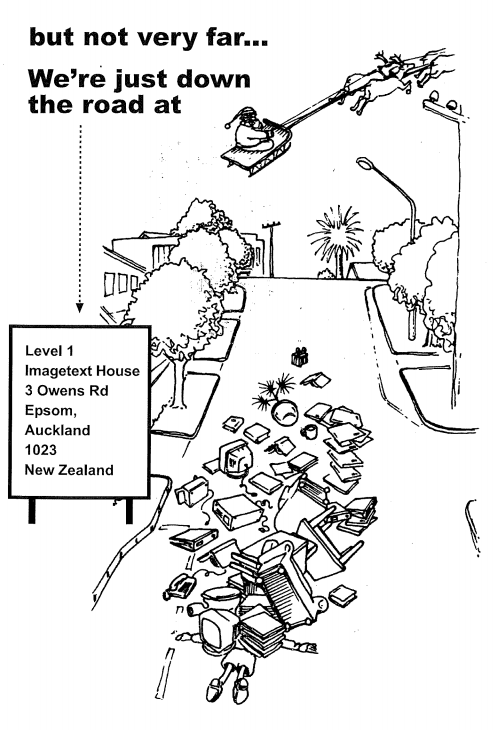 but not very far...
We're just down
the road at
Level 1
Imagetext House
3 Owens Rd
Epsom,
Auckland
1023
New Zealand